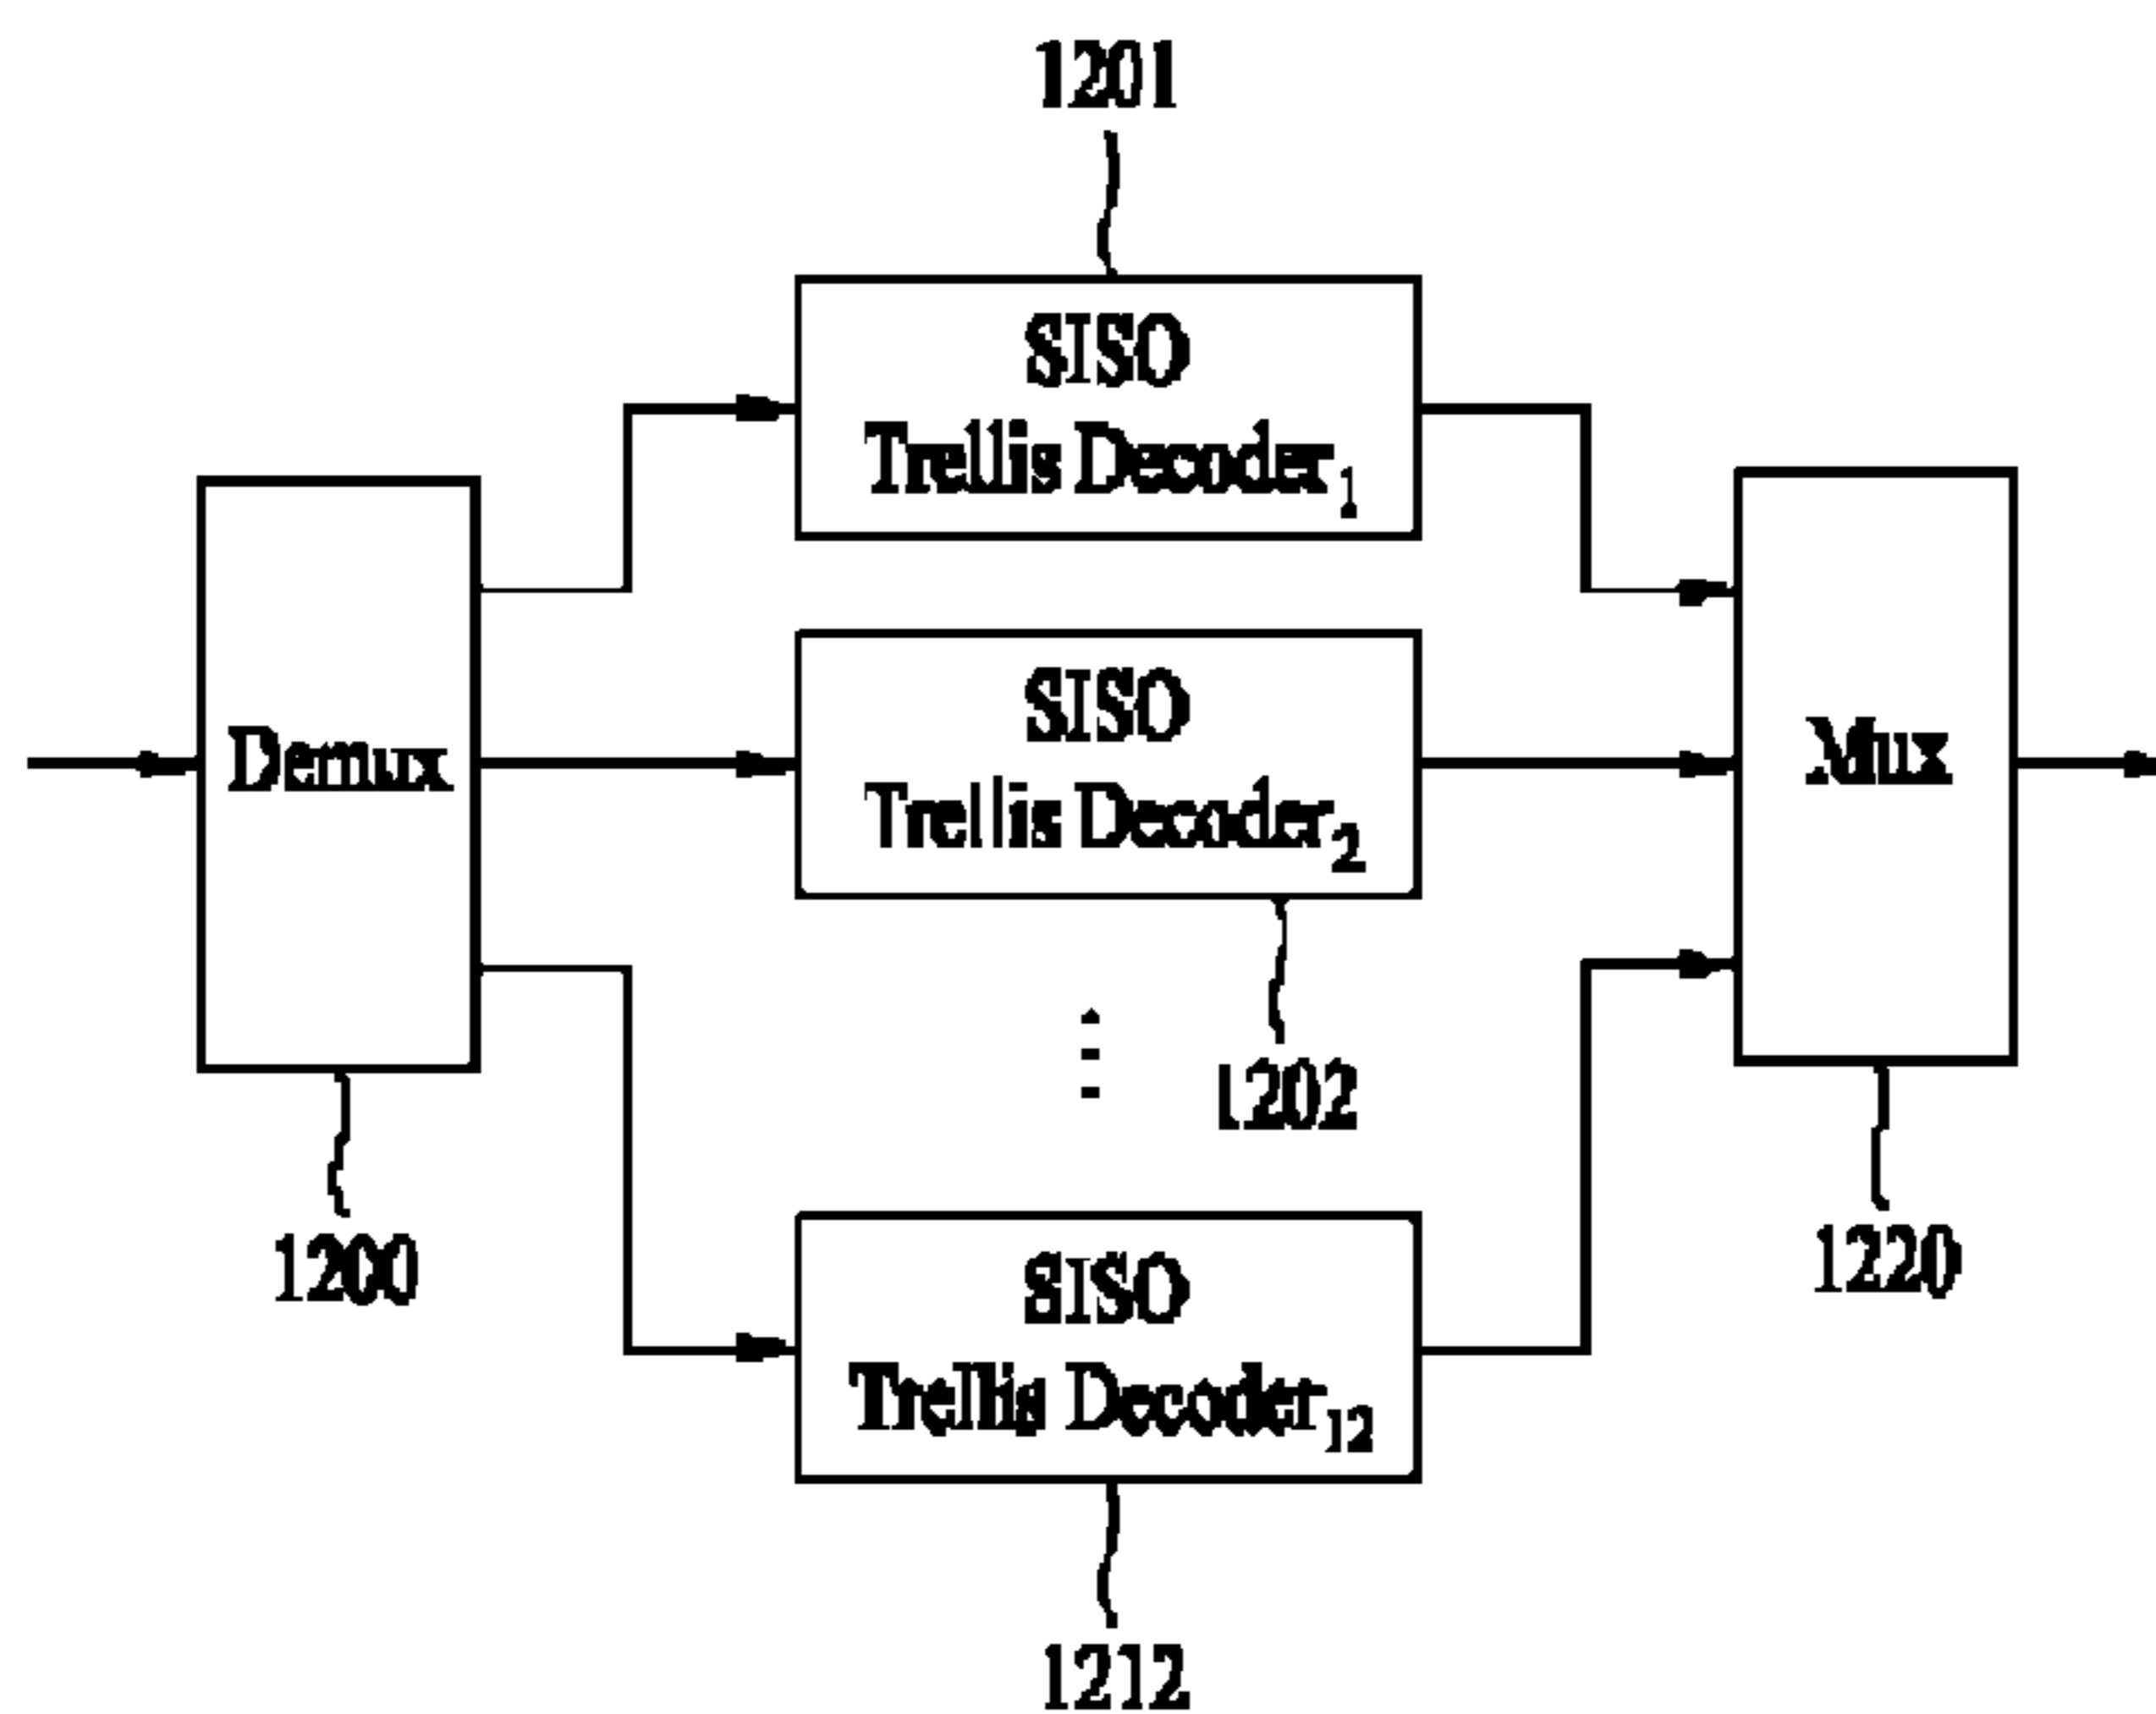 1201
SISO
Trellis Decoder1
SISO
Trellis Decoder2
Demux
Mux
1202
1200
1220
SISO
Trellis Decoder12
1212